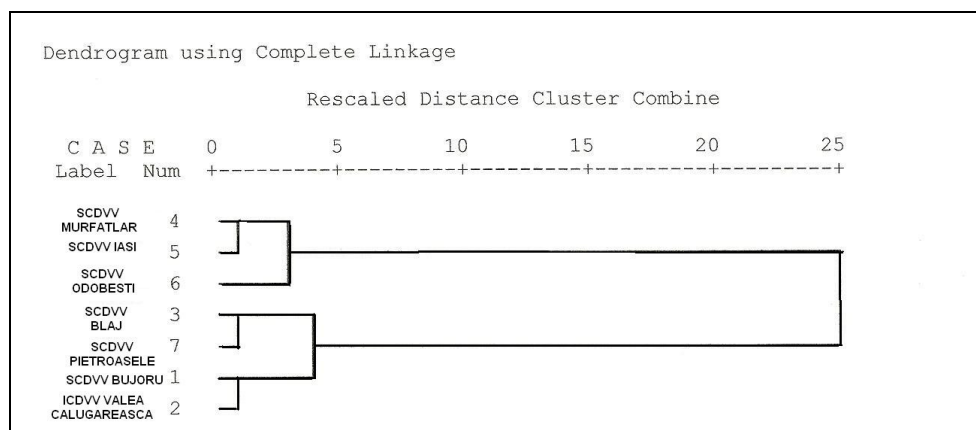 Dendrogram using Complete Linkage
Rescaled Distance Cluster Combine
C A S E 0 5 10 15 20 25
Label Num +---------+---------+---------+---------+---------+
SCDVV
MURFATLAR 4
SCDVV IASI 5
SCDVV
ODOBESTI 6
SCDVV
BLAJ 3
SCDVV
PIETROASELE 7
SCDVV BUJORU 1
ICDVV VALEA
CALUGAREASCA 2